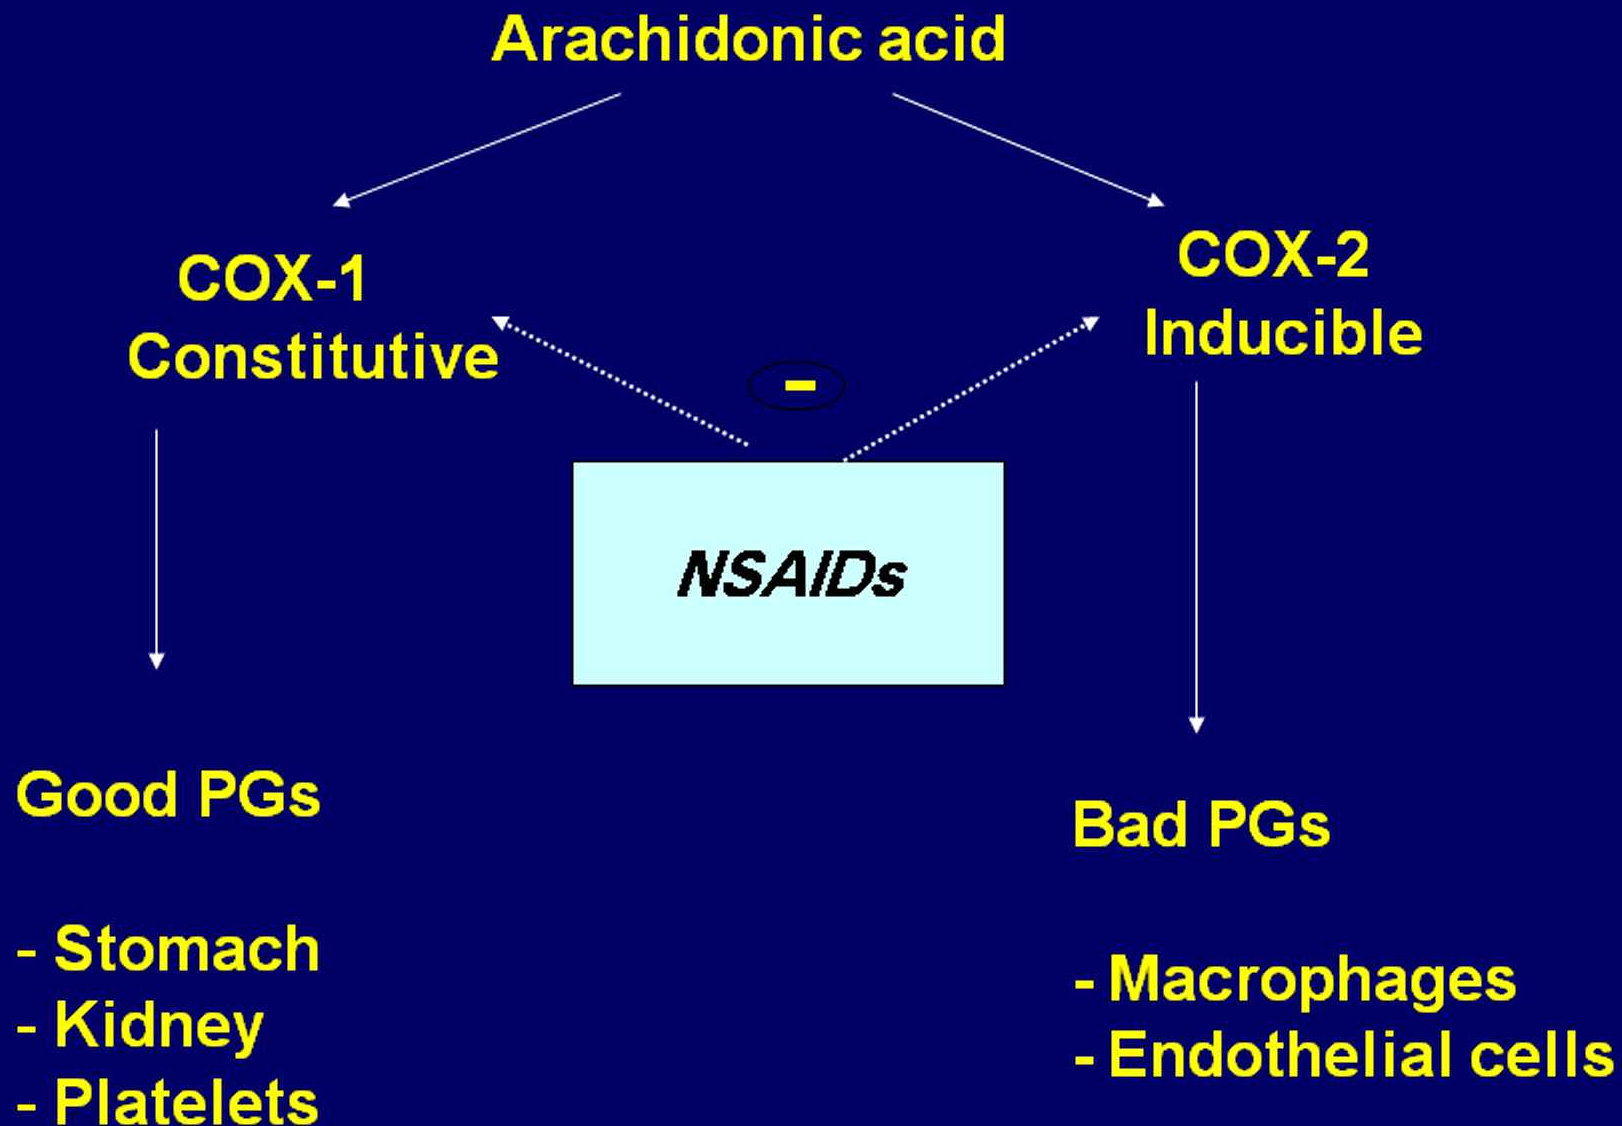 Arachidonic acid
COX-1
Constitutive
COX-2
Inducible
-
NSAIDs
Good PGs
- Stomach
- Kidney
- Platelets
Bad PGs
- Macrophages
- Endothelial cells